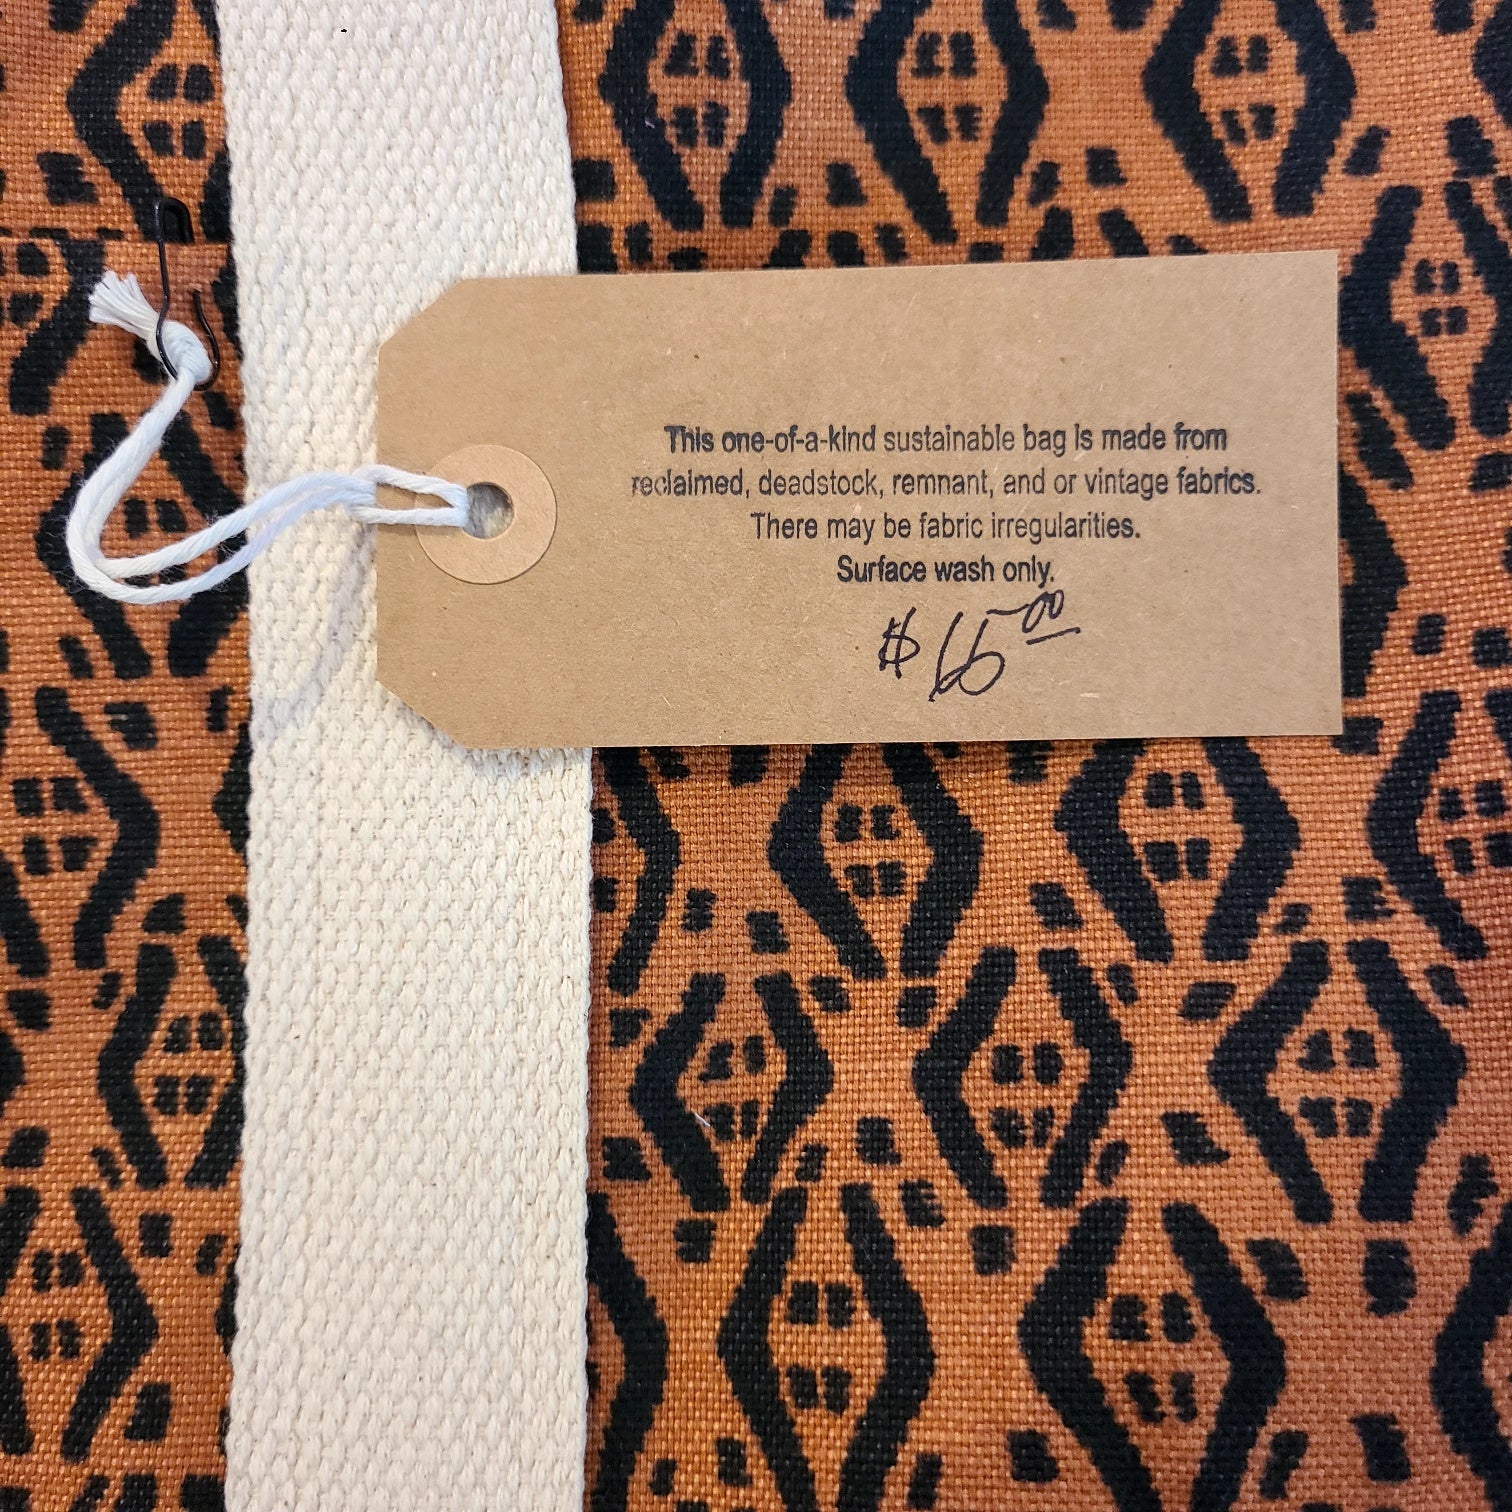 This one-of-a-kind sustainable bag is made from
reclaimed, deadstock, remnant, and or vintage fabrics.
There may be fabric irregularities.
Surface wash only.
$65.00